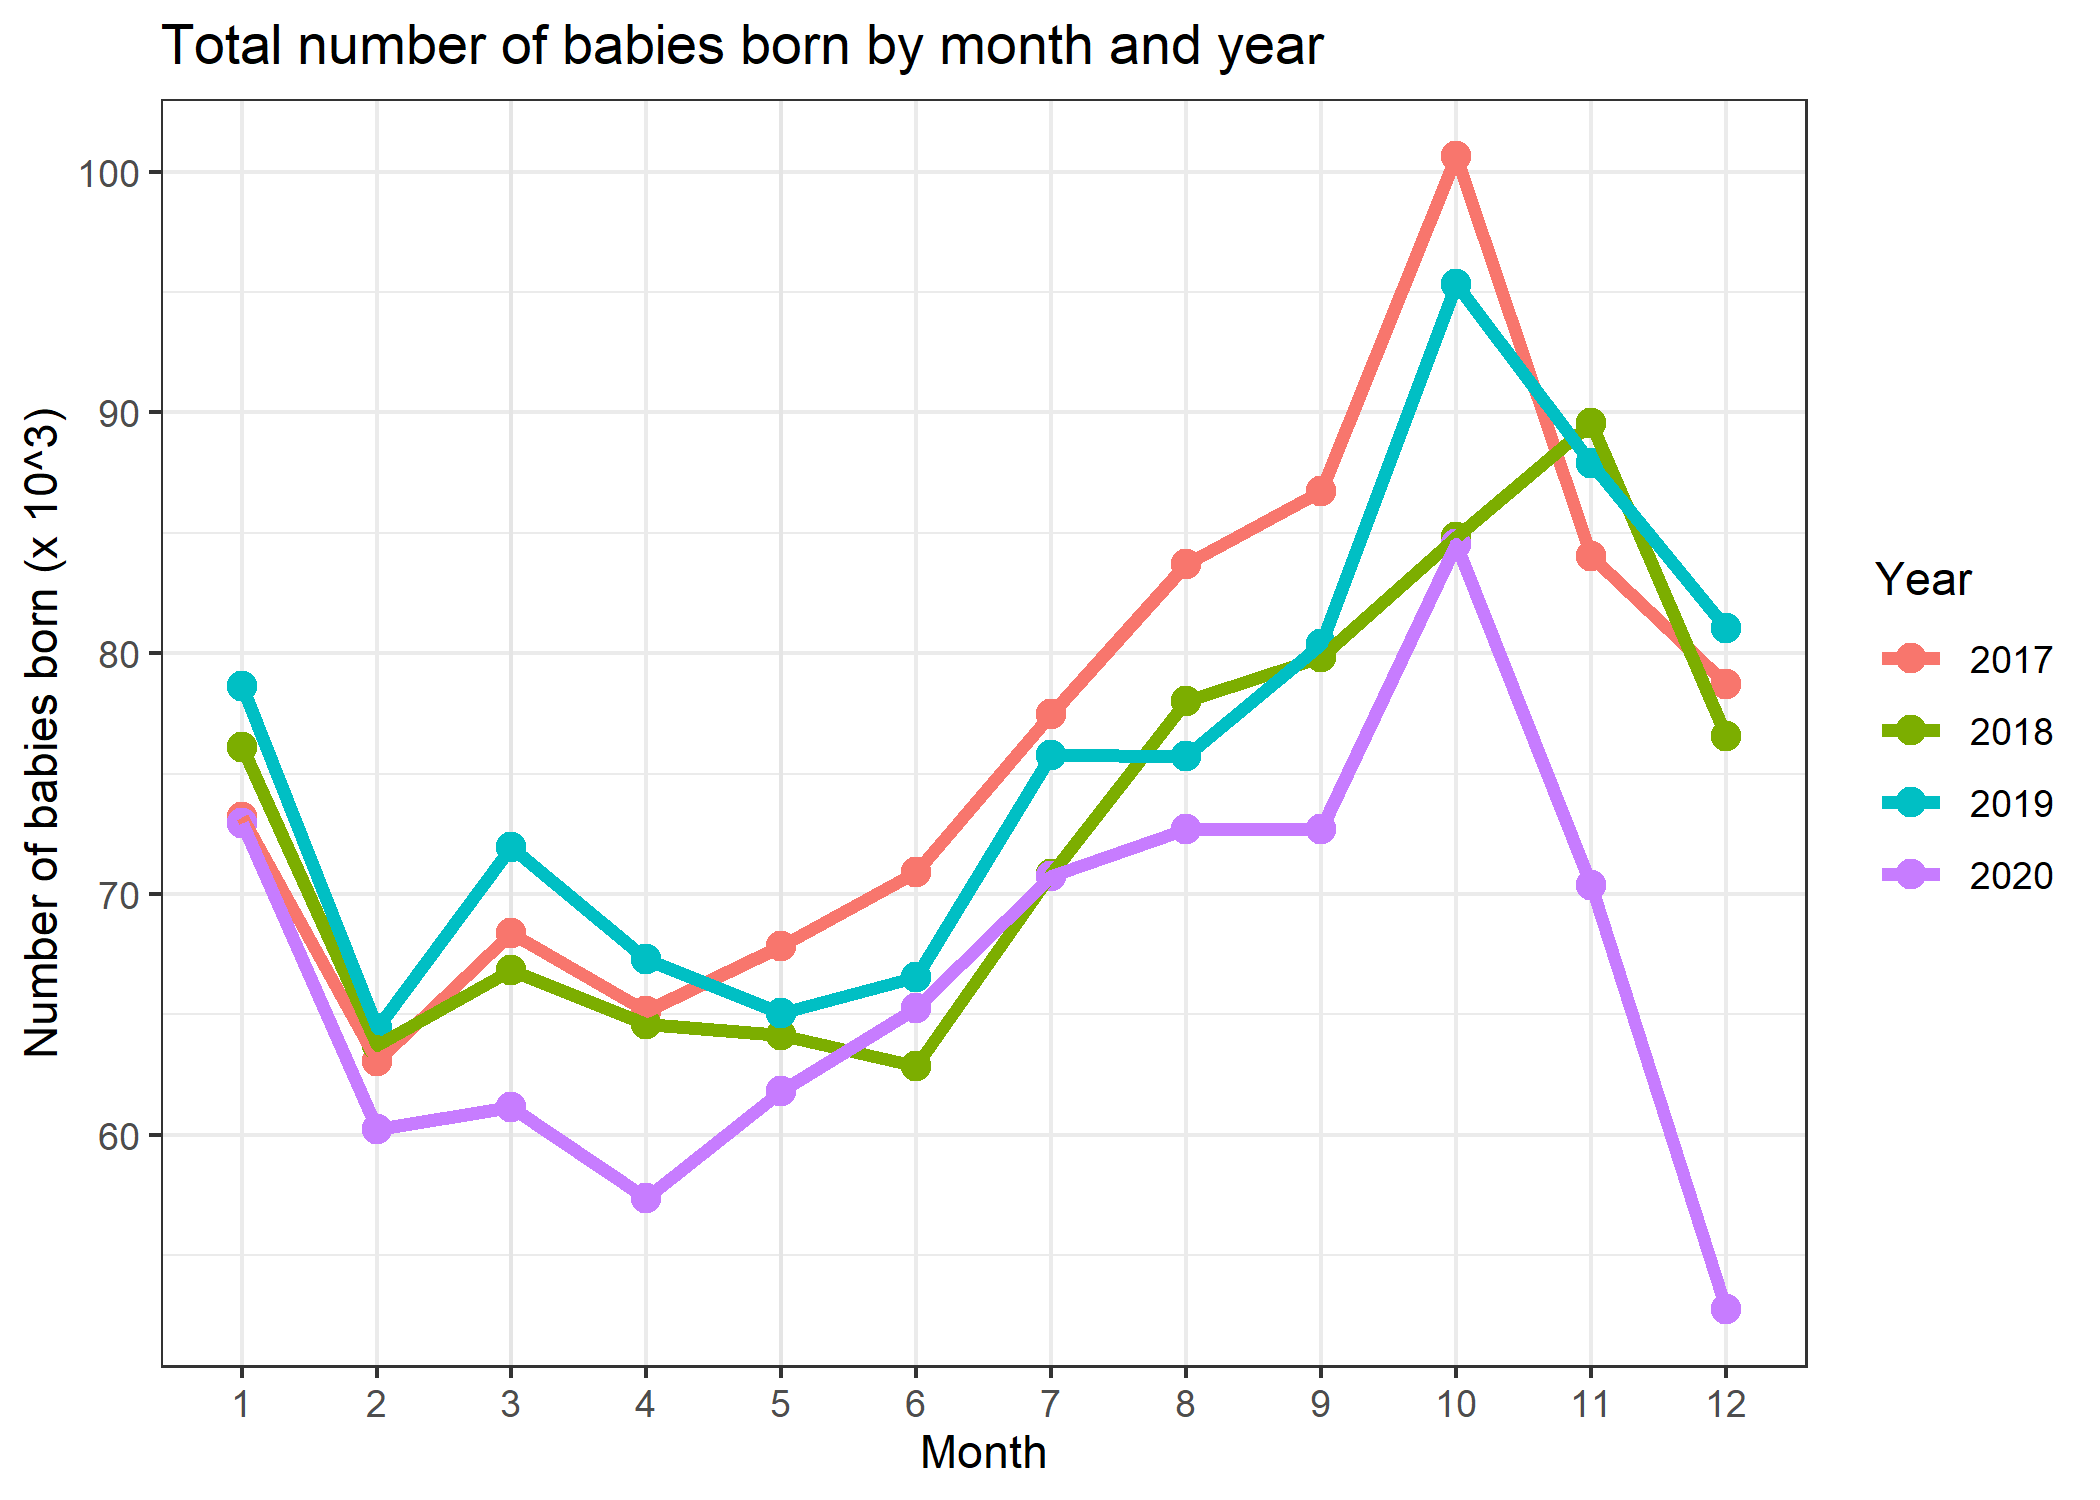 Total number of babies born by month and year
Number of babies born (x 10^3)
100
90
80
70
60
1 2 3 4 5 6 7 8 9 10 11 12
Month
Year
2017
2018
2019
2020